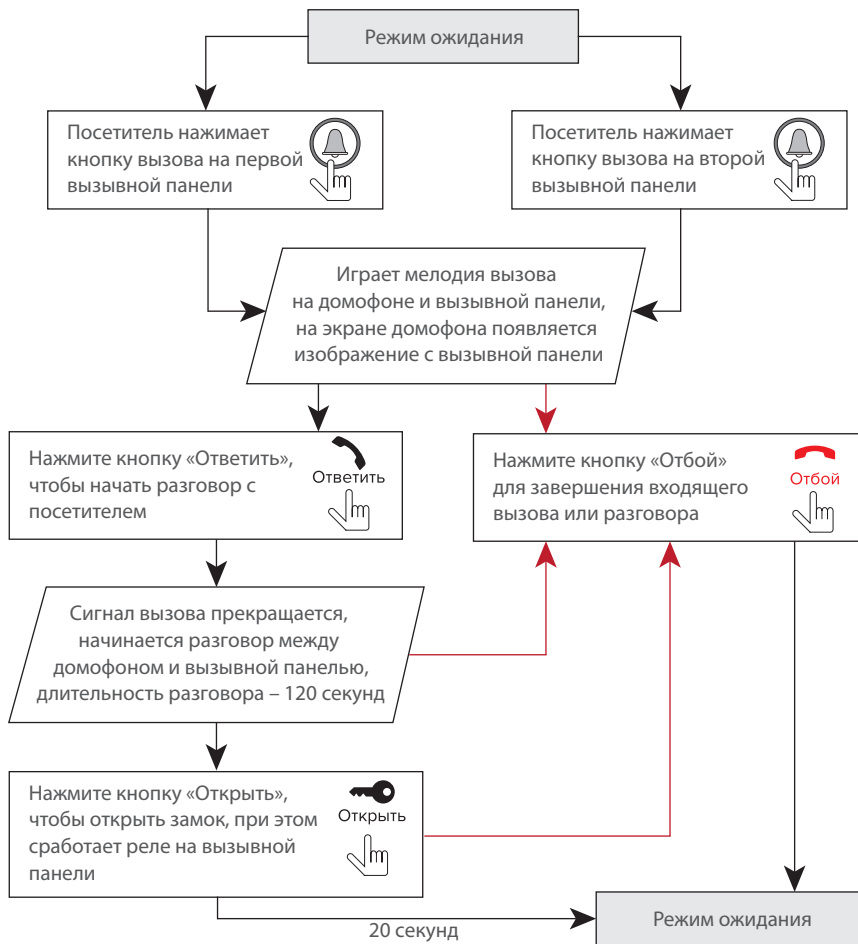 Режим ожидания
Посетитель нажимает
кнопку вызова на первой
вызывной панели
Посетитель нажимает
кнопку вызова на второй
вызывной панели
Играет мелодия вызова
на домофоне и вызывной панели,
на экране домофона появляется
изображение с вызывной панели
Нажмите кнопку «Ответить»,
чтобы начать разговор с
посетителем
Ответить
Нажмите кнопку «Отбой»
для завершения входящего
вызова или разговора
Отбой
Сигнал вызова прекращается,
начинается разговор между
домофоном и вызывной панелью,
длительность разговора – 120 секунд
Нажмите кнопку «Открыть»,
чтобы открыть замок, при этом
сработает реле на вызывной
панели
Открыть
20 секунд
Режим ожидания